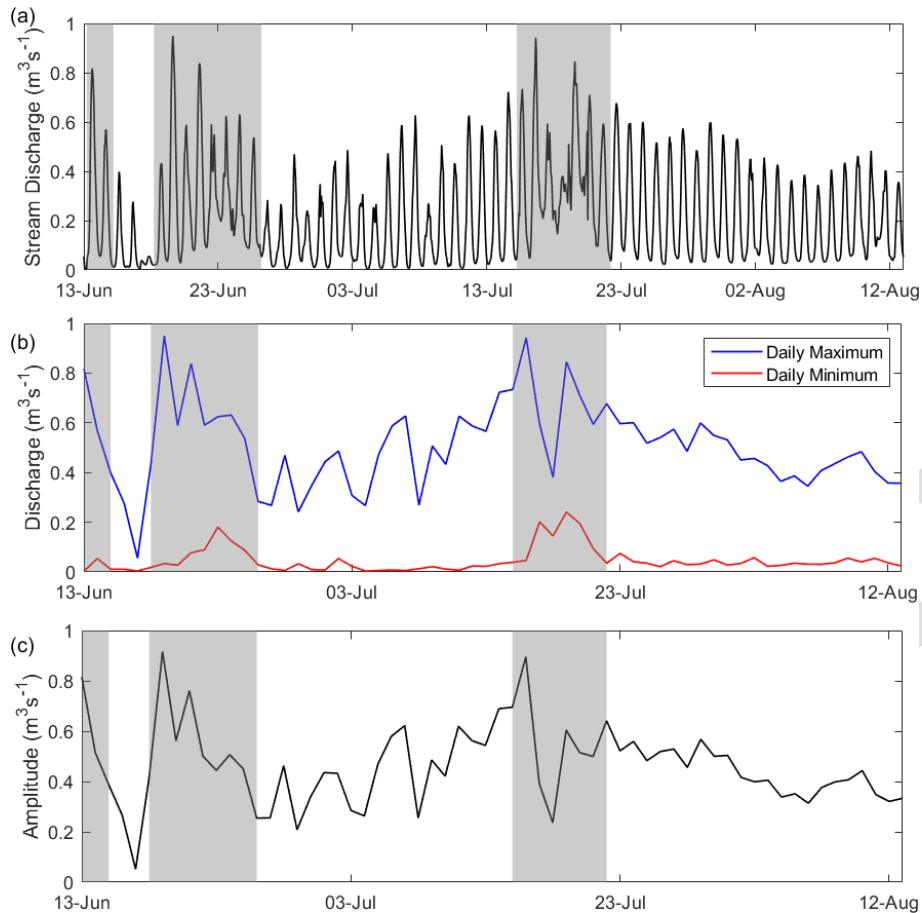 (a)
Stream Discharge (m³s⁻¹)
1
0.8
0.6
0.4
0.2
0
13-Jun 23-Jun 03-Jul 13-Jul 23-Jul 02-Aug 12-Aug
(b)
Discharge (m³s⁻¹)
1
0.8
0.6
0.4
0.2
0
Daily Maximum
Daily Minimum
13-Jun 03-Jul 23-Jul 12-Aug
(c)
Amplitude (m³s⁻¹)
1
0.8
0.6
0.4
0.2
0
13-Jun 03-Jul 23-Jul 12-Aug